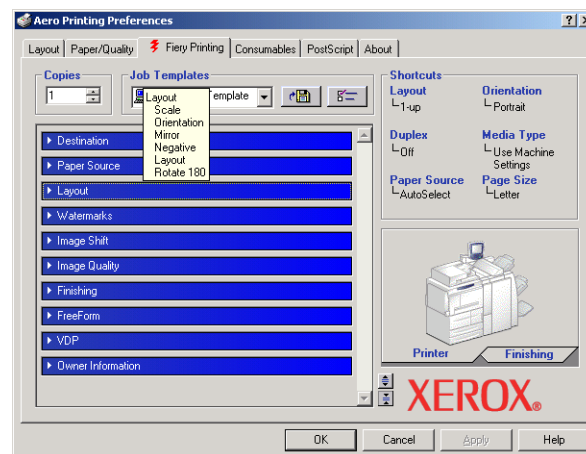 Aero Printing Preferences
Layout Paper/Quality Fiery Printing Consumables PostScript About
Copies
1
Job Templates
Template
Layout
Scale
Orientation
Mirror
Negative
Layout
Rotate 180
Destination
Paper Source
Layout
Watermarks
Image Shift
Image Quality
Finishing
FreeForm
VDP
Owner Information
Shortcuts
Layout
1-up
Orientation
Portrait
Duplex
Off
Media Type
Use Machine
Settings
Paper Source
AutoSelect
Page Size
Letter
Printer Finishing
XEROX®
OK Cancel Apply Help